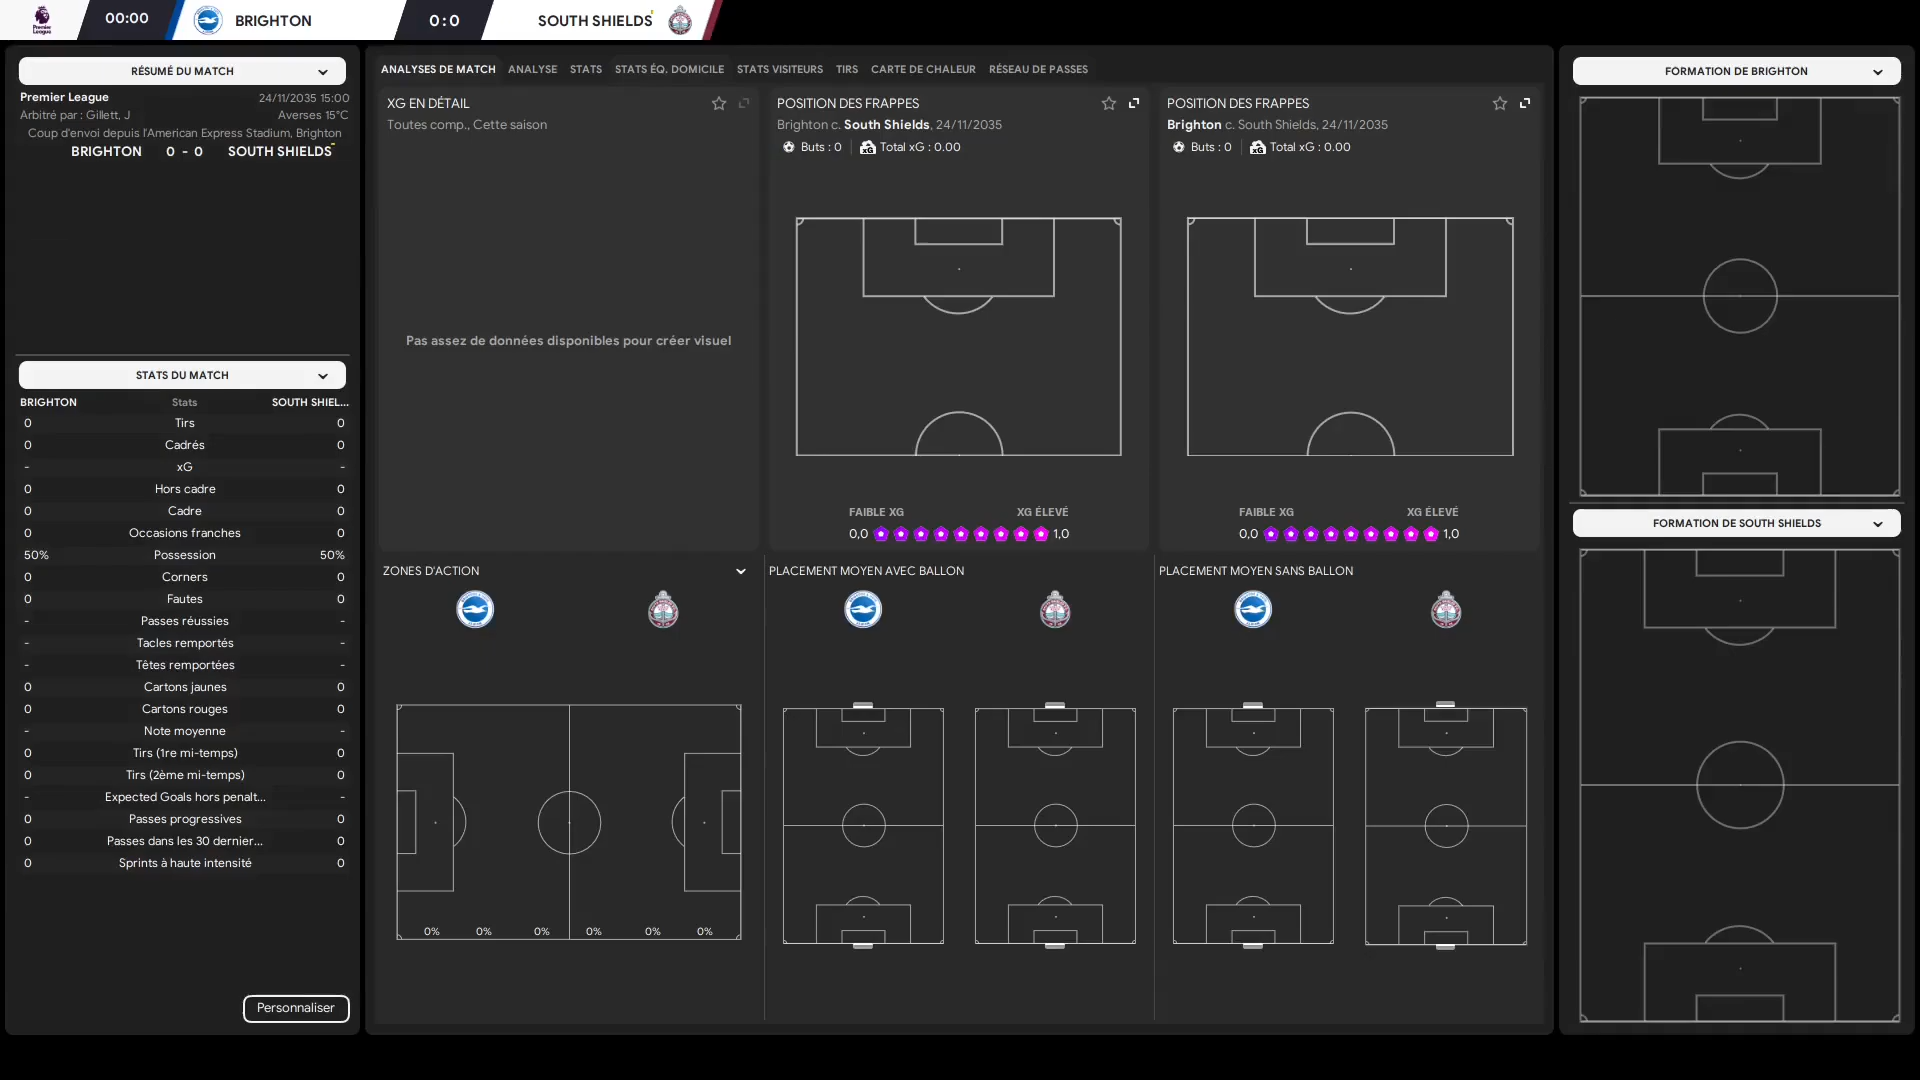 Premier League
00:00
BRIGHTON
0 : 0
SOUTH SHIELDS
RÉSUMÉ DU MATCH
Premier League
24/11/2035 15:00
Arbitré par : Gillett, J
Averses 15°C
Coup d'envoi depuis l'American Express Stadium, Brighton
BRIGHTON 0 - 0 SOUTH SHIELDS
STATS DU MATCH
BRIGHTON Stats SOUTH SHIEL...
0 Tirs 0
0 Cadrés 0
- xG -
0 Hors cadre 0
0 Cadre 0
0 Occasions franches 0
50% Possession 50%
0 Corners 0
0 Fautes 0
- Passes réussies -
- Tacles remportés -
- Têtes remportées -
0 Cartons jaunes 0
0 Cartons rouges 0
- Note moyenne -
0 Tirs (1re mi-temps) 0
0 Tirs (2ème mi-temps) 0
- Expected Goals hors penalt... -
0 Passes progressives 0
0 Passes dans les 30 dernier... 0
0 Sprints à haute intensité 0
Personnaliser
ANALYSES DE MATCH ANALYSE STATS STATS ÉQ. DOMICILE STATS VISITEURS TIRS CARTE DE CHALEUR RÉSEAU DE PASSES
XG EN DÉTAIL
Toutes comp., Cette saison
Pas assez de données disponibles pour créer visuel
POSITION DES FRAPPES
Brighton c. South Shields, 24/11/2035
Buts : 0 xG Total xG : 0.00
FAIBLE XG XG ÉLEVÉ
0,0 1,0
POSITION DES FRAPPES
Brighton c. South Shields, 24/11/2035
Buts : 0 xG Total xG : 0.00
FAIBLE XG XG ÉLEVÉ
0,0 1,0
ZONES D'ACTION
0% 0% 0% 0% 0% 0%
PLACEMENT MOYEN AVEC BALLON
PLACEMENT MOYEN SANS BALLON
FORMATION DE BRIGHTON
FORMATION DE SOUTH SHIELDS